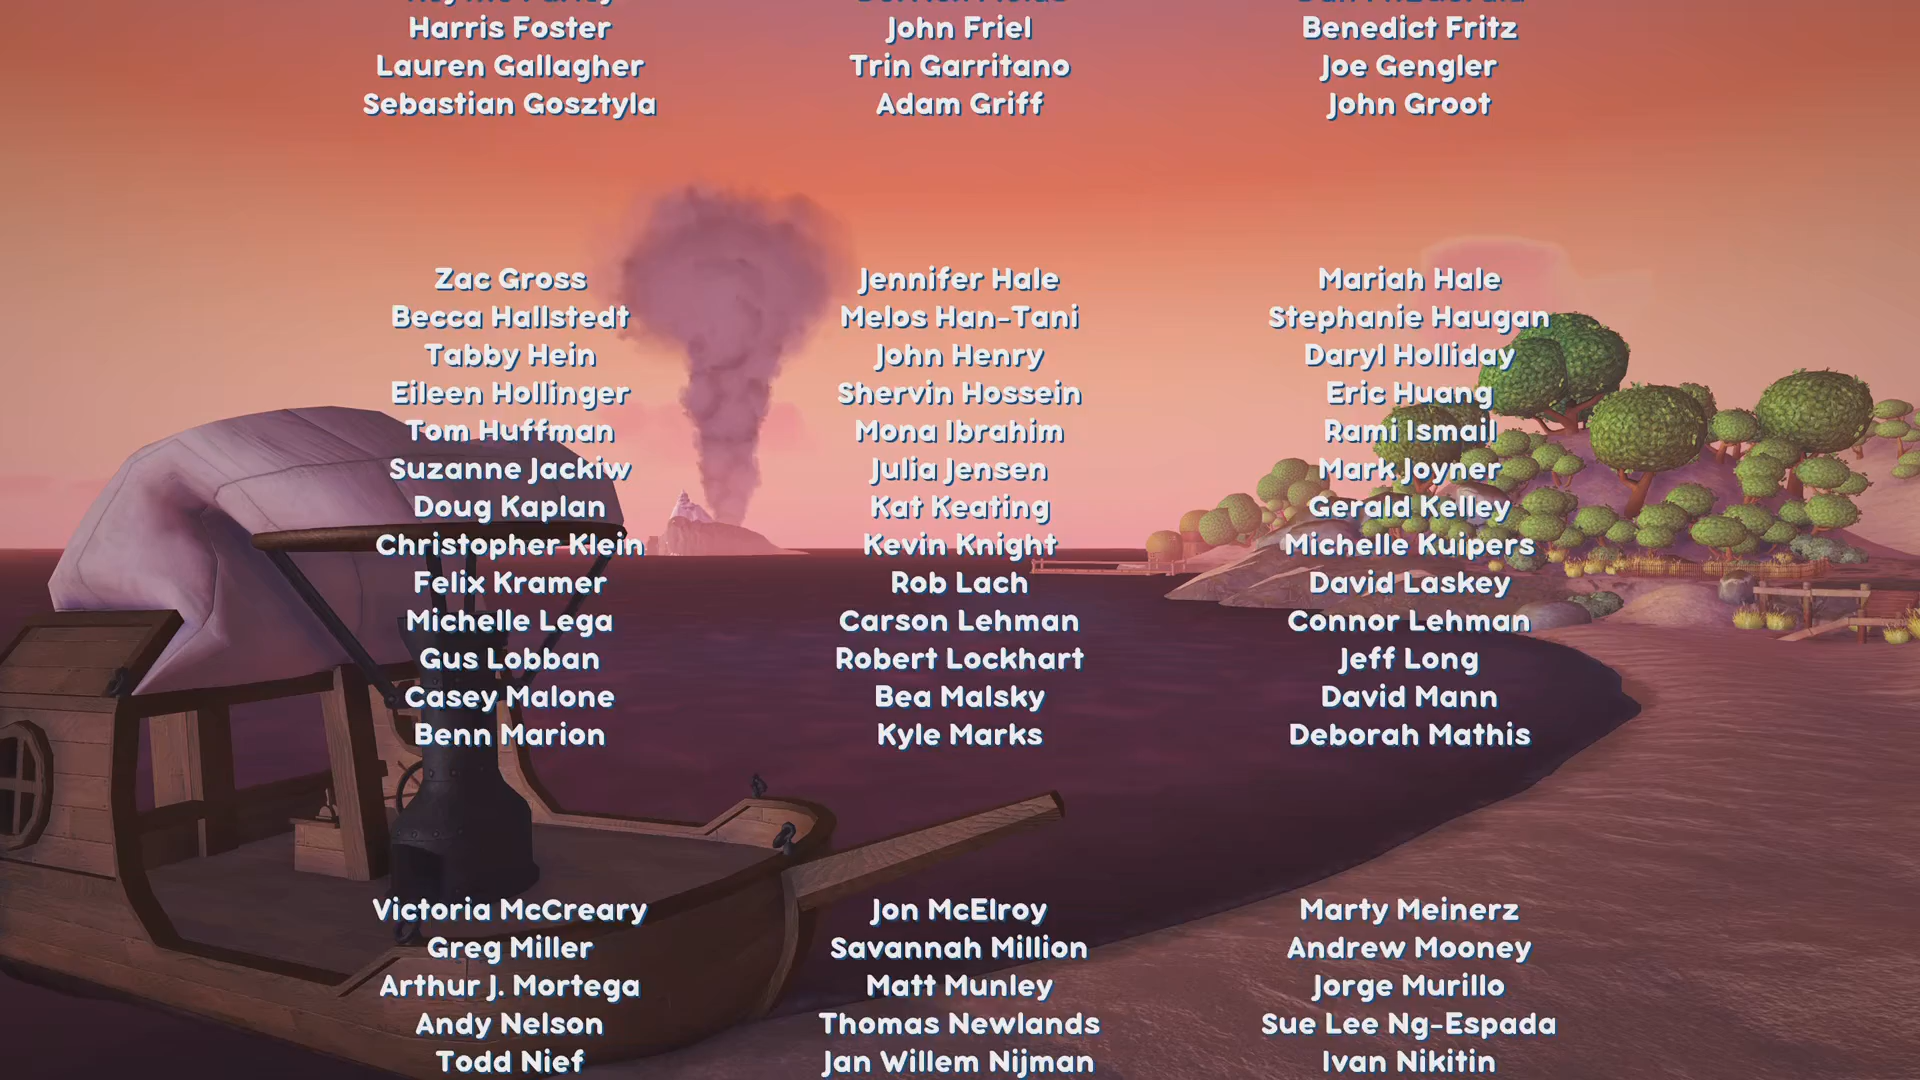 Harris Foster John Friel Benedict Fritz
Lauren Gallagher Trin Garritano Joe Gengler
Sebastian Gosztyla Adam Griff John Groot
Zac Gross Jennifer Hale Mariah Hale
Becca Hallstedt Melos Han-Tani Stephanie Haugan
Tabby Hein John Henry Daryl Holliday
Eileen Hollinger Shervin Hossein Eric Huang
Tom Huffman Mona Ibrahim Rami Ismail
Suzanne Jackiw Julia Jensen Mark Joyner
Doug Kaplan Kat Keating Gerald Kelley
Christopher Klein Kevin Knight Michelle Kuipers
Felix Kramer Rob Lach David Laskey
Michelle Lega Carson Lehman Connor Lehman
Gus Lobban Robert Lockhart Jeff Long
Casey Malone Bea Malsky David Mann
Benn Marion Kyle Marks Deborah Mathis
Victoria McCreary Jon McElroy Marty Meinerz
Greg Miller Savannah Million Andrew Mooney
Arthur J. Mortega Matt Munley Jorge Murillo
Andy Nelson Thomas Newlands Sue Lee Ng-Espada
Todd Nief Jan Willem Nijman Ivan Nikitin